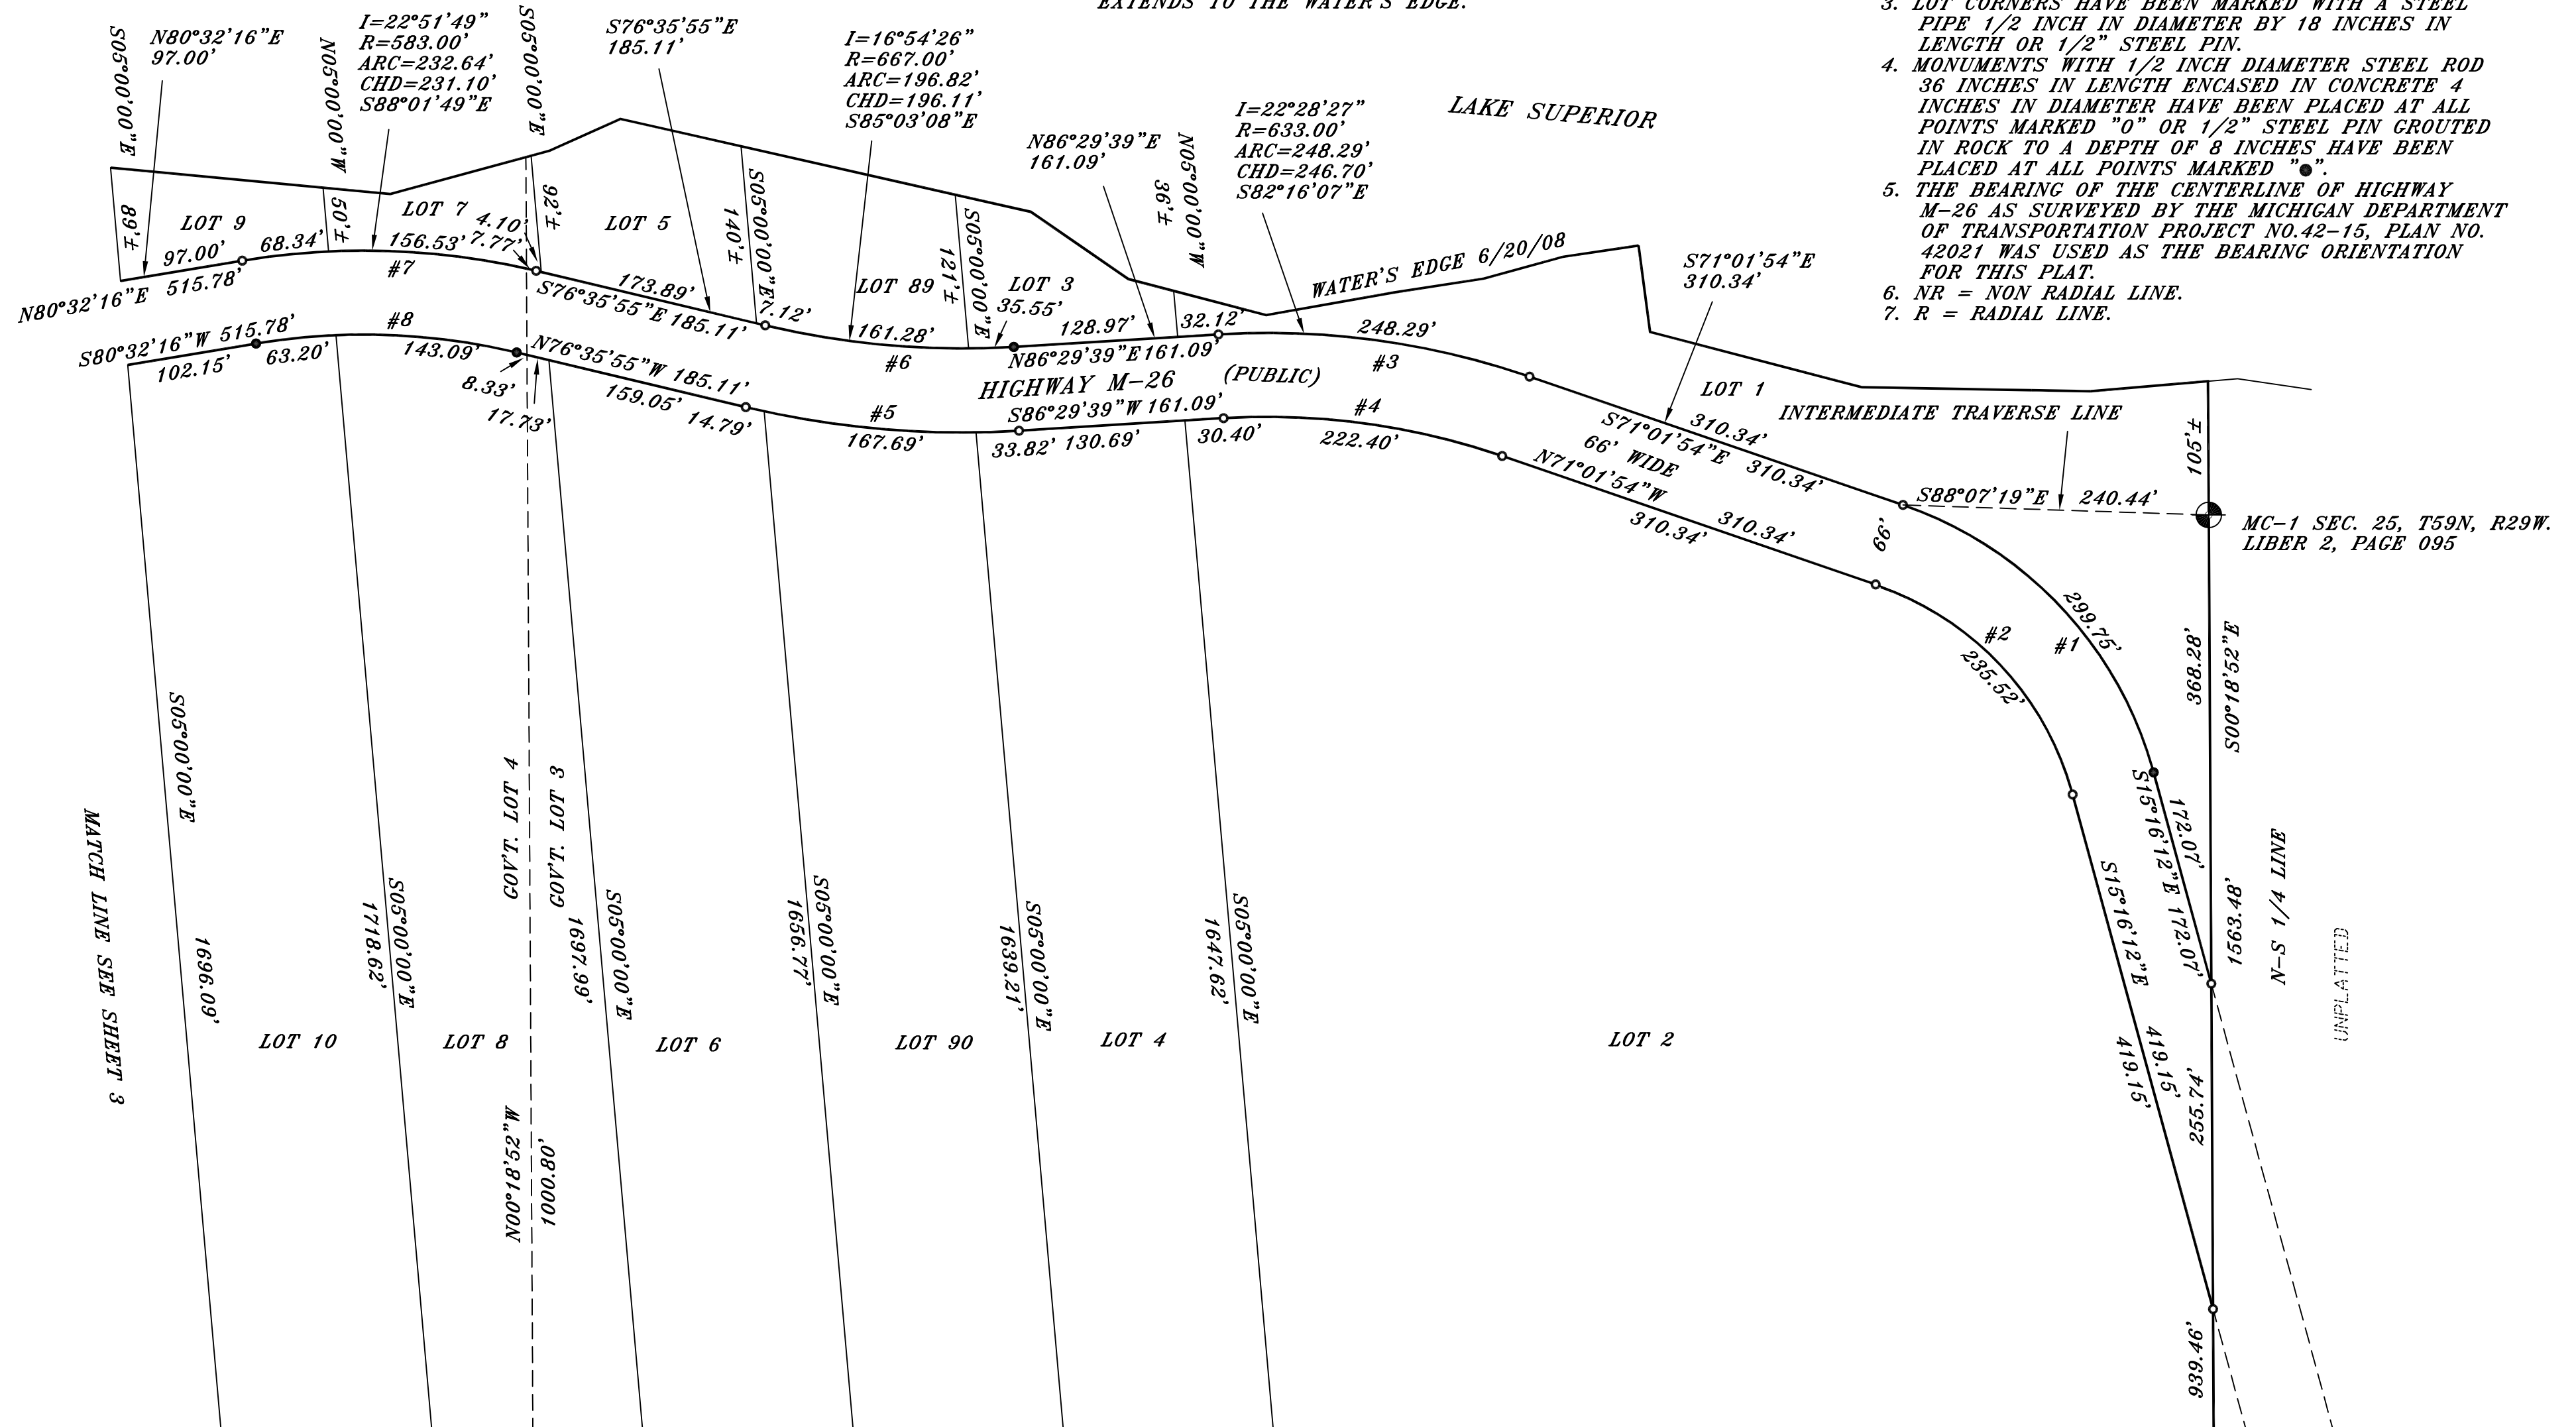 EXTENDS TO THE WATER'S EDGE.
3. LOT CORNERS HAVE BEEN MARKED WITH A STEEL
PIPE 1/2 INCH IN DIAMETER BY 18 INCHES IN
LENGTH OR 1/2" STEEL PIN.
4. MONUMENTS WITH 1/2 INCH DIAMETER STEEL ROD
36 INCHES IN LENGTH ENCASED IN CONCRETE 4
INCHES IN DIAMETER HAVE BEEN PLACED AT ALL
POINTS MARKED "O" OR 1/2" STEEL PIN GROUTED
IN ROCK TO A DEPTH OF 8 INCHES HAVE BEEN
PLACED AT ALL POINTS MARKED "●".
5. THE BEARING OF THE CENTERLINE OF HIGHWAY
M-26 AS SURVEYED BY THE MICHIGAN DEPARTMENT
OF TRANSPORTATION PROJECT NO.42-15, PLAN NO.
42021 WAS USED AS THE BEARING ORIENTATION
FOR THIS PLAT.
6. NR = NON RADIAL LINE.
7. R = RADIAL LINE.
S05°00'00"E
N80°32'16"E
97.00'
N05°00'00"W
I=22°51'49"
R=583.00'
ARC=232.64'
CHD=231.10'
S88°01'49"E
S05°00'00"E
S76°35'55"E
185.11'
I=16°54'26"
R=667.00'
ARC=196.82'
CHD=196.11'
S85°03'08"E
N86°29'39"E
161.09'
N05°00'00"W
36'±
I=22°28'27"
R=633.00'
ARC=248.29'
CHD=246.70'
S82°16'07"E
LAKE SUPERIOR
WATER'S EDGE 6/20/08
S71°01'54"E
310.34'
89'±
LOT 9
50'±
LOT 7
4.10'
7.77'
92'±
LOT 5
140'±
S05°00'00"E
LOT 89
121'±
S05°00'00"E
LOT 3
35.55'
97.00'
68.34'
156.53'
#7
N80°32'16"E 515.78'
173.89'
S76°35'55"E 185.11'
7.12'
161.28'
#6
128.97'
N86°29'39"E 161.09'
32.12'
248.29'
#3
LOT 1
310.34'
S71°01'54"E 310.34'
66' WIDE
INTERMEDIATE TRAVERSE LINE
S88°07'19"E 240.44'
105'±
MC-1 SEC. 25, T59N, R29W.
LIBER 2, PAGE 095
S80°32'16"W 515.78'
102.15'
63.20'
#8
143.09'
8.33'
17.73'
N76°35'55"W 185.11'
159.05'
14.79'
#5
167.69'
HIGHWAY M-26 (PUBLIC)
S86°29'39"W 161.09'
33.82'
130.69'
30.40'
#4
222.40'
N71°01'54"W
310.34'
310.34'
66'
299.75'
#1
#2
235.52'
368.28'
S00°18'52"E
172.07'
S15°16'12"E 172.07'
S15°16'12"E
419.15'
419.15'
255.74'
1563.48'
N-S 1/4 LINE
UNPLATTED
939.46'
MATCH LINE SEE SHEET 3
S05°00'00"E
1696.09'
LOT 10
S05°00'00"E
1718.62'
LOT 8
GOV'T. LOT 4
GOV'T. LOT 3
N00°18'52"W
1000.80'
S05°00'00"E
1697.99'
LOT 6
S05°00'00"E
1656.77'
LOT 90
S05°00'00"E
1639.21'
LOT 4
S05°00'00"E
1647.62'
LOT 2